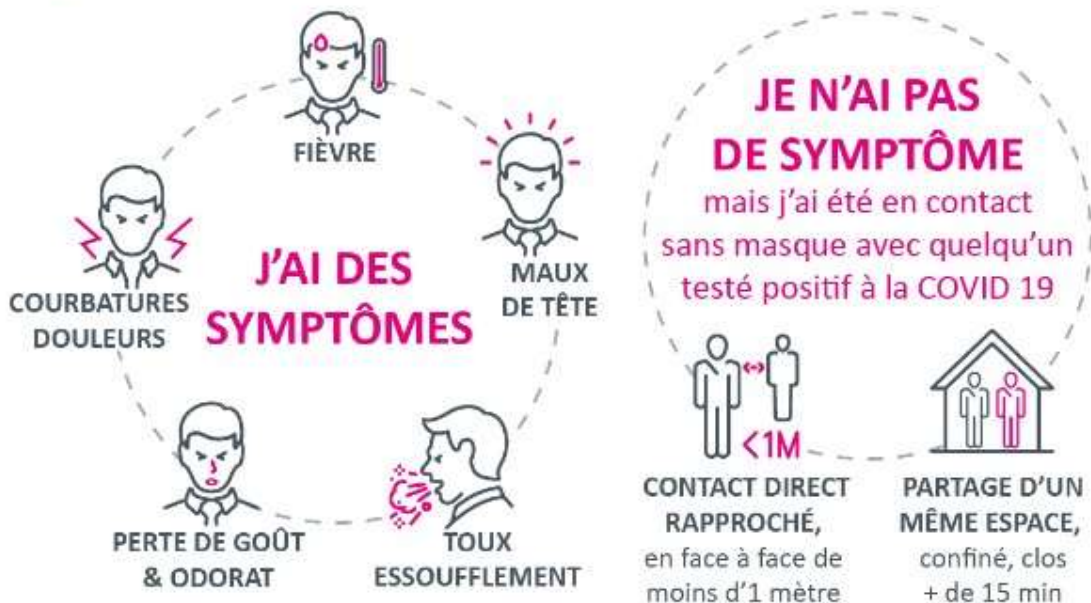 FIÈVRE
MAUX
DE TÊTE
COURBATURES
DOULEURS
J'AI DES
SYMPTÔMES
PERTE DE GOÛT
& ODORAT
TOUX
ESSOUFFLEMENT
JE N'AI PAS
DE SYMPTÔME
mais j'ai été en contact
sans masque avec quelqu'un
testé positif à la COVID 19
<1M
CONTACT DIRECT
RAPPROCHÉ,
en face à face de
moins d'1 mètre
PARTAGE D'UN
MÊME ESPACE,
confiné, clos
+ de 15 min